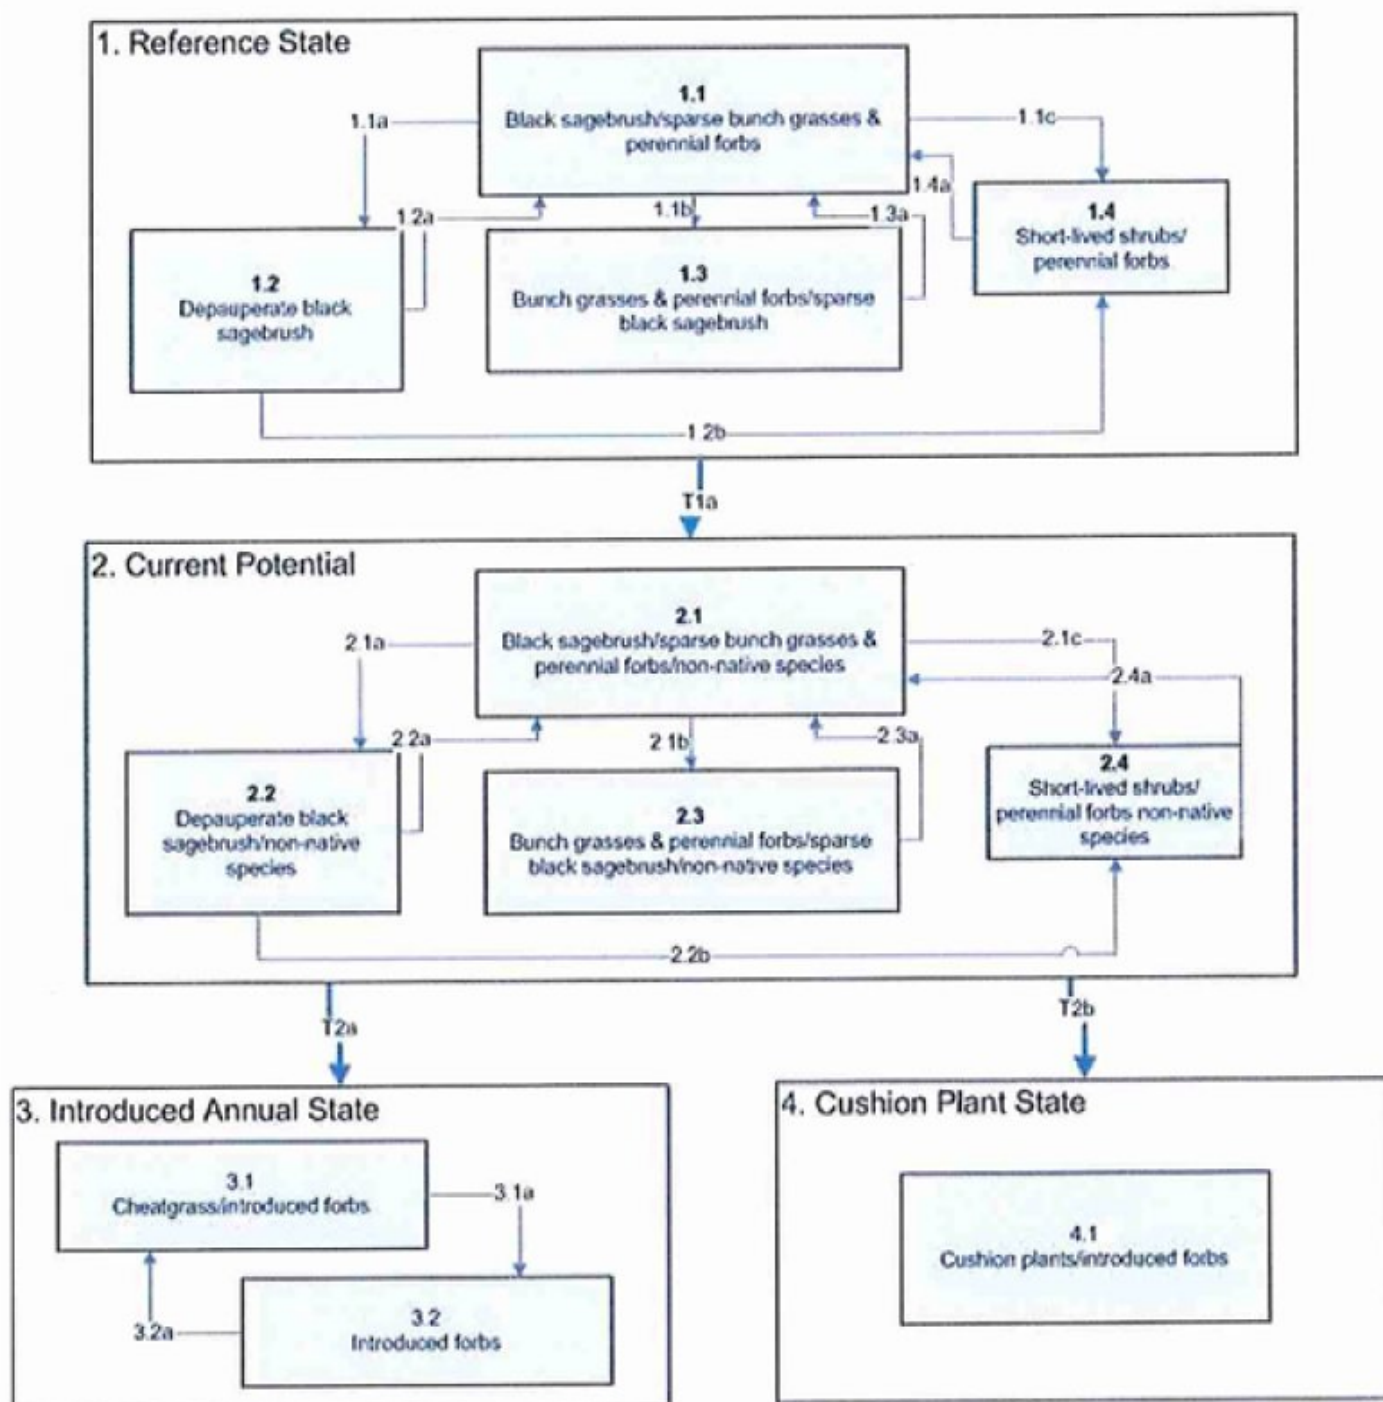 1. Reference State
1.1
Black sagebrush/sparse bunch grasses &
perennial forbs
1.1a
1.1c
1.4a
1.2a
1.1b
1.3a
1.4
Short-lived shrubs/
perennial forbs
1.2
Depauperate black
sagebrush
1.3
Bunch grasses & perennial forbs/sparse
black sagebrush
1.2b
T1a
2. Current Potential
2.1
Black sagebrush/sparse bunch grasses &
perennial forbs/non-native species
2.1a
2.1c
2.4a
2.2a
2.1b
2.3a
2.4
Short-lived shrubs/
perennial forbs non-native
species
2.2
Depauperate black
sagebrush/non-native
species
2.3
Bunch grasses & perennial forbs/sparse
black sagebrush/non-native species
2.2b
T2a
T2b
3. Introduced Annual State
3.1
Cheatgrass/introduced forbs
3.1a
3.2
Introduced forbs
3.2a
4. Cushion Plant State
4.1
Cushion plants/introduced forbs